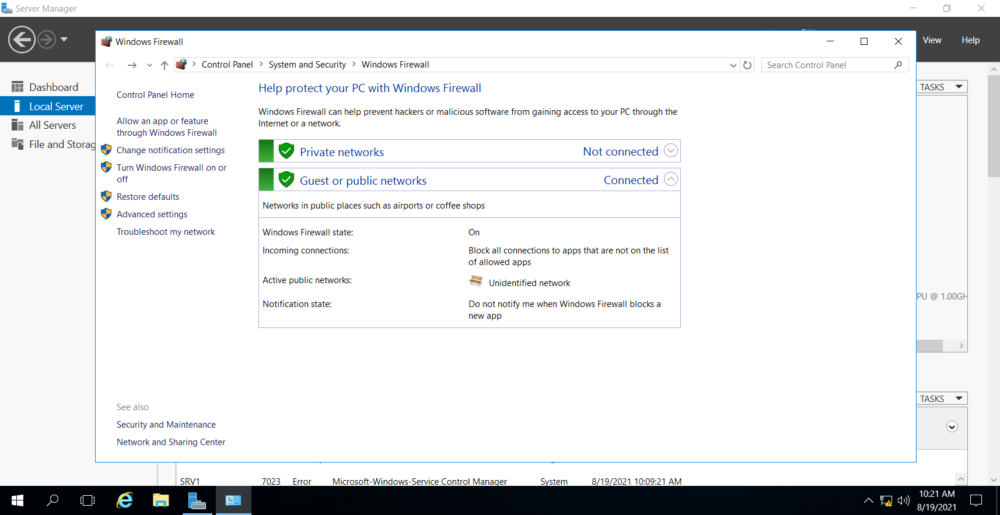 Server Manager
View
Help
Dashboard
Local Server
All Servers
File and Storag
Windows Firewall
Control Panel
System and Security
Windows Firewall
Search Control Panel
Control Panel Home
Allow an app or feature
through Windows Firewall
Change notification settings
Turn Windows Firewall on or
off
Restore defaults
Advanced settings
Troubleshoot my network
See also
Security and Maintenance
Network and Sharing Center
Help protect your PC with Windows Firewall
Windows Firewall can help prevent hackers or malicious software from gaining access to your PC through the
Internet or a network.
Private networks
Not connected
Guest or public networks
Connected
Networks in public places such as airports or coffee shops
Windows Firewall state:
On
Incoming connections:
Block all connections to apps that are not on the list
of allowed apps
Active public networks:
Unidentified network
Notification state:
Do not notify me when Windows Firewall blocks a
new app
TASKS
PU @ 1.00GH
TASKS
SRV1 7023 Error Microsoft-Windows-Service Control Manager System 8/19/2021 10:09:21 AM
10:21 AM
8/19/2021